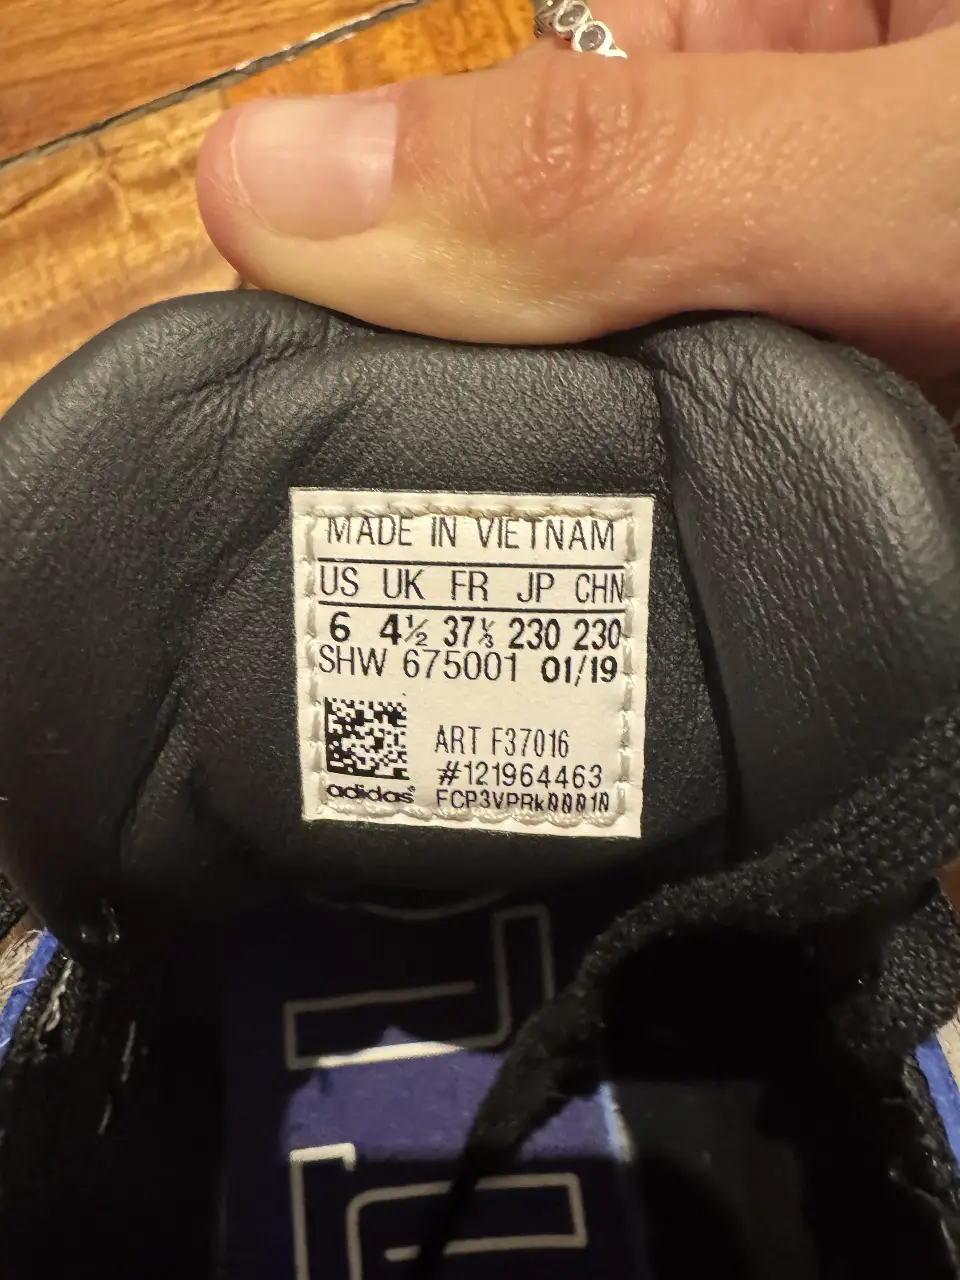 MADE IN VIETNAM
US UK FR JP CHN
6 4½ 37⅓ 230 230
SHW 675001 01/19
ART F37016
#121964463
adidas